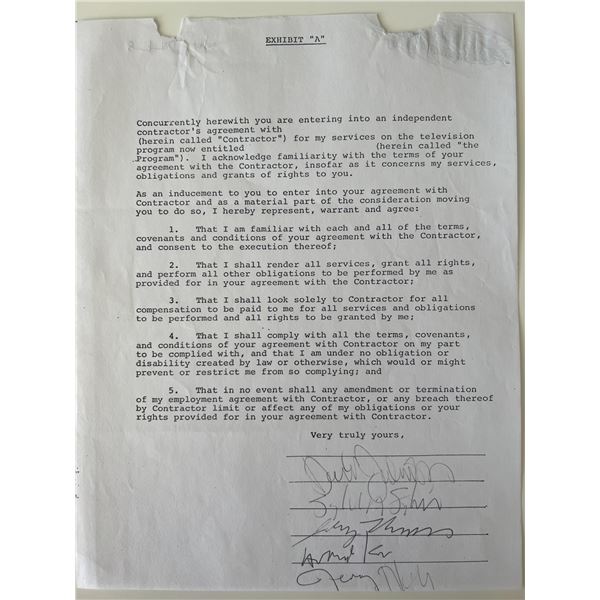 EXHIBIT "A"
Concurrently herewith you are entering into an independent
contractor's agreement with
(herein called "Contractor") for my services on the television
program now entitled (herein called "the
Program"). I acknowledge familiarity with the terms of your
agreement with the Contractor, insofar as it concerns my services,
obligations and grants of rights to you.
As an inducement to you to enter into your agreement with
Contractor and as a material part of the consideration moving
you to do so, I hereby represent, warrant and agree:
1. That I am familiar with each and all of the terms,
covenants and conditions of your agreement with the Contractor,
and consent to the execution thereof;
2. That I shall render all services, grant all rights,
and perform all other obligations to be performed by me as
provided for in your agreement with the Contractor;
3. That I shall look solely to Contractor for all
compensation to be paid to me for all services and obligations
to be performed and all rights to be granted by me;
4. That I shall comply with all the terms, covenants,
and conditions of your agreement with Contractor on my part
to be complied with, and that I am under no obligation or
disability created by law or otherwise, which would or might
prevent or restrict me from so complying; and
5. That in no event shall any amendment or termination
of my employment agreement with Contractor, or any breach thereof
by Contractor limit or affect any of my obligations or your
rights provided for in your agreement with Contractor.
Very truly yours,
Jerry